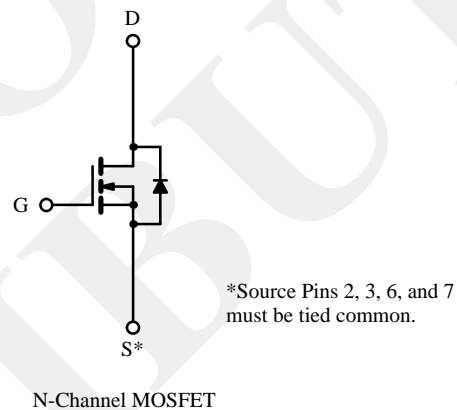 D
G
*Source Pins 2, 3, 6, and 7
must be tied common.
S*
N-Channel MOSFET